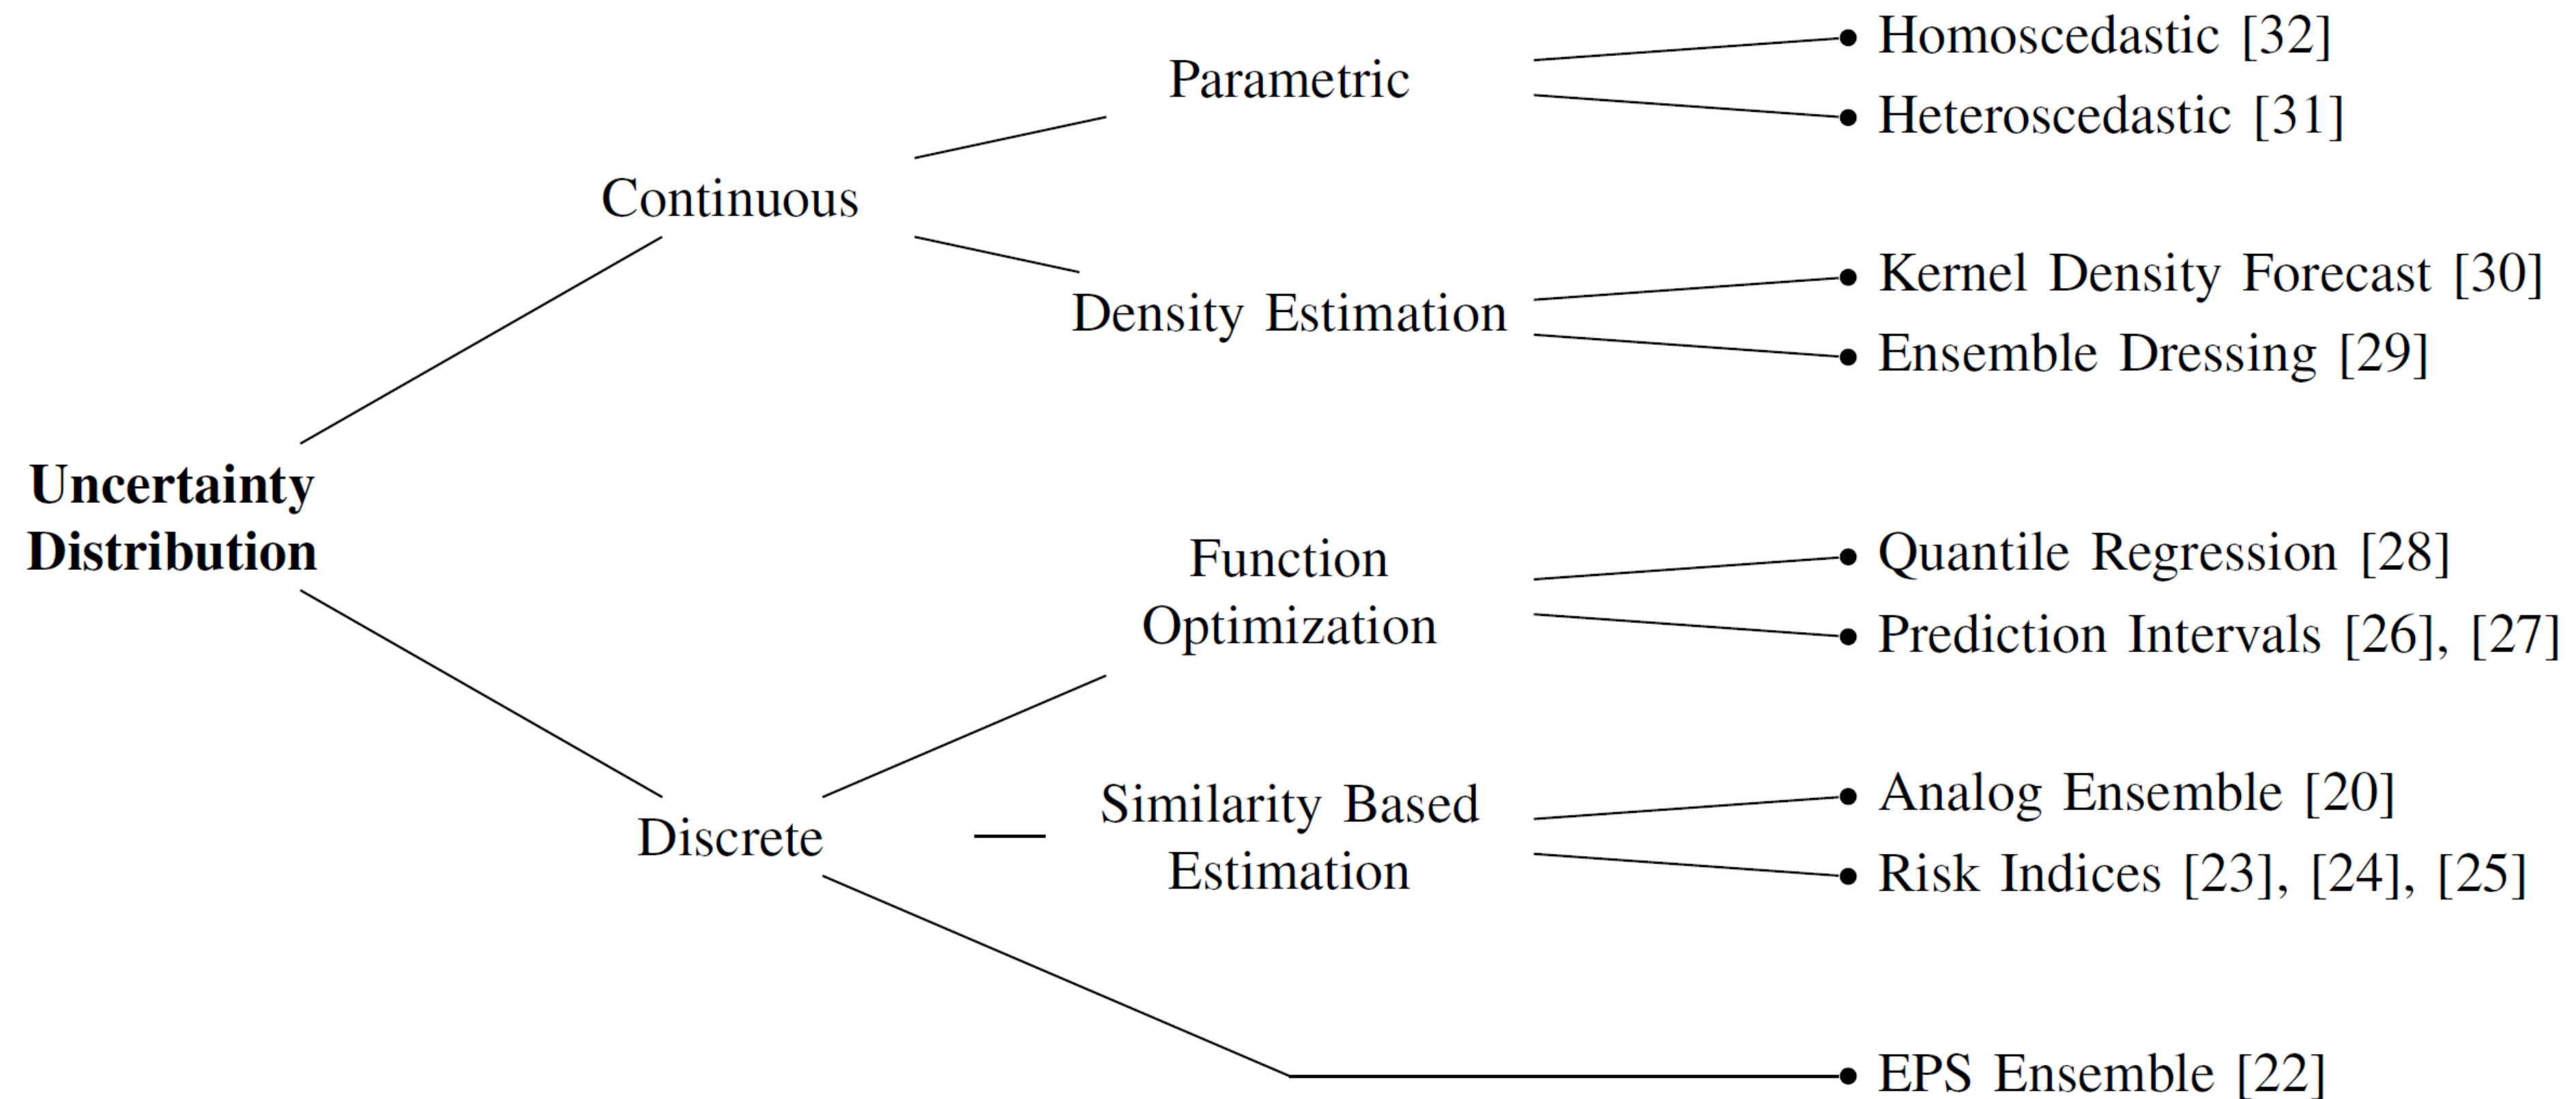 Homoscedastic [32]
Parametric
Heteroscedastic [31]
Continuous
Kernel Density Forecast [30]
Density Estimation
Ensemble Dressing [29]
Uncertainty
Distribution
Function
Optimization
Quantile Regression [28]
Prediction Intervals [26], [27]
Similarity Based
Estimation
Analog Ensemble [20]
Discrete
Risk Indices [23], [24], [25]
EPS Ensemble [22]